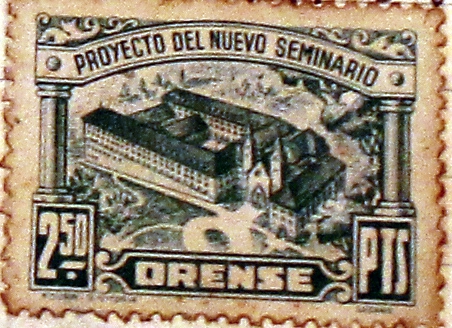 PROYECTO DEL NUEVO SEMINARIO
2.50 PTS
ORENSE